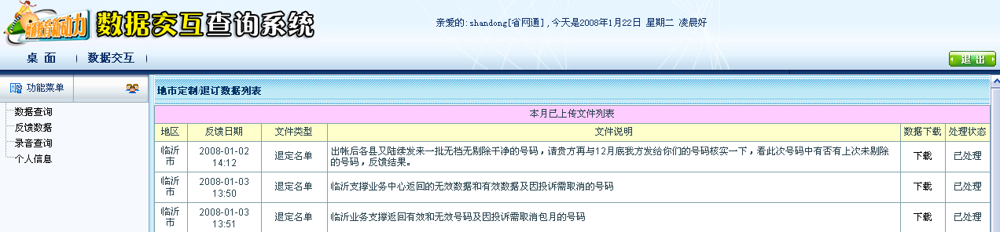 数据交互查询系统
亲爱的:shandong[省网通],今天是2008年1月22日 星期二 凌晨好
桌 面
数据交互
退 出
功能菜单
数据查询
反馈数据
录音查询
个人信息
地市定制/退订数据列表
本月已上传文件列表
地区 反馈日期 文件类型 文件说明 数据下载 处理状态
临沂市 2008-01-02 14:12 退定名单 出帐后各县又陆续发来一批无档无剔除干净的号码，请贵方再与12月底我方发给你们的号码核实一下，看此次号码中有否有上次未剔除的号码，反馈结果。 下载 已处理
临沂市 2008-01-03 13:50 退定名单 临沂支撑业务中心返回的无效数据和有效数据及因投诉需取消的号码 下载 已处理
临沂市 2008-01-03 13:51 退定名单 临沂业务支撑返回有效和无效号码及因投诉需取消包月的号码 下载 已处理